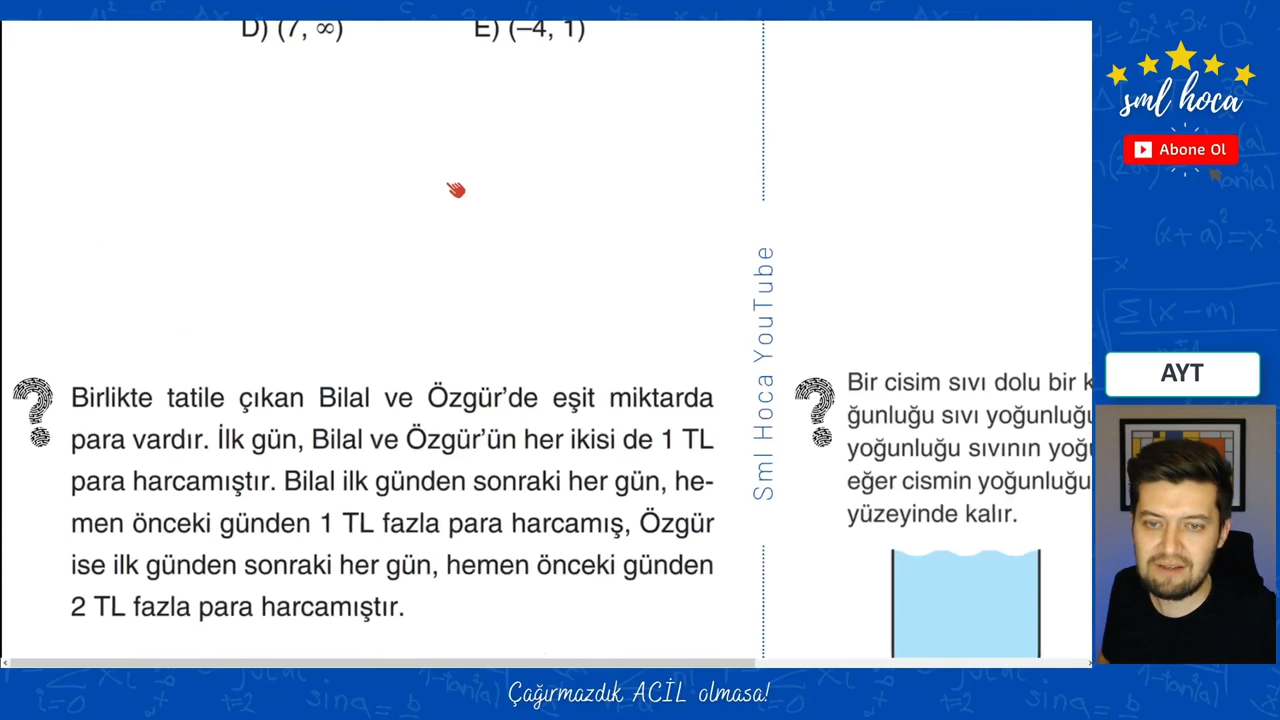 D) (7, ∞)
E) (–4, 1)
Birlikte tatile çıkan Bilal ve Özgür’de eşit miktarda
para vardır. İlk gün, Bilal ve Özgür’ün her ikisi de 1 TL
para harcamıştır. Bilal ilk günden sonraki her gün, he-
men önceki günden 1 TL fazla para harcamış, Özgür
ise ilk günden sonraki her gün, hemen önceki günden
2 TL fazla para harcamıştır.
Sml Hoca YouTube
Bir cisim sıvı dolu bir
ğunluğu sıvı yoğunluğu
yoğunluğu sıvının
eğer cismin yoğunluğu
yüzeyinde kalır.
sml hoca
Abone Ol
AYT
Çağırmazdık ACİL olmasa!